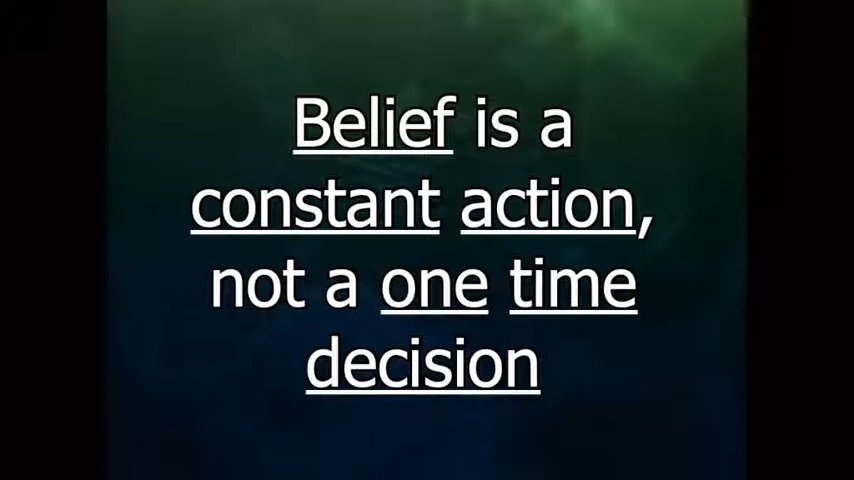 Belief is a
constant action,
not a one time
decision